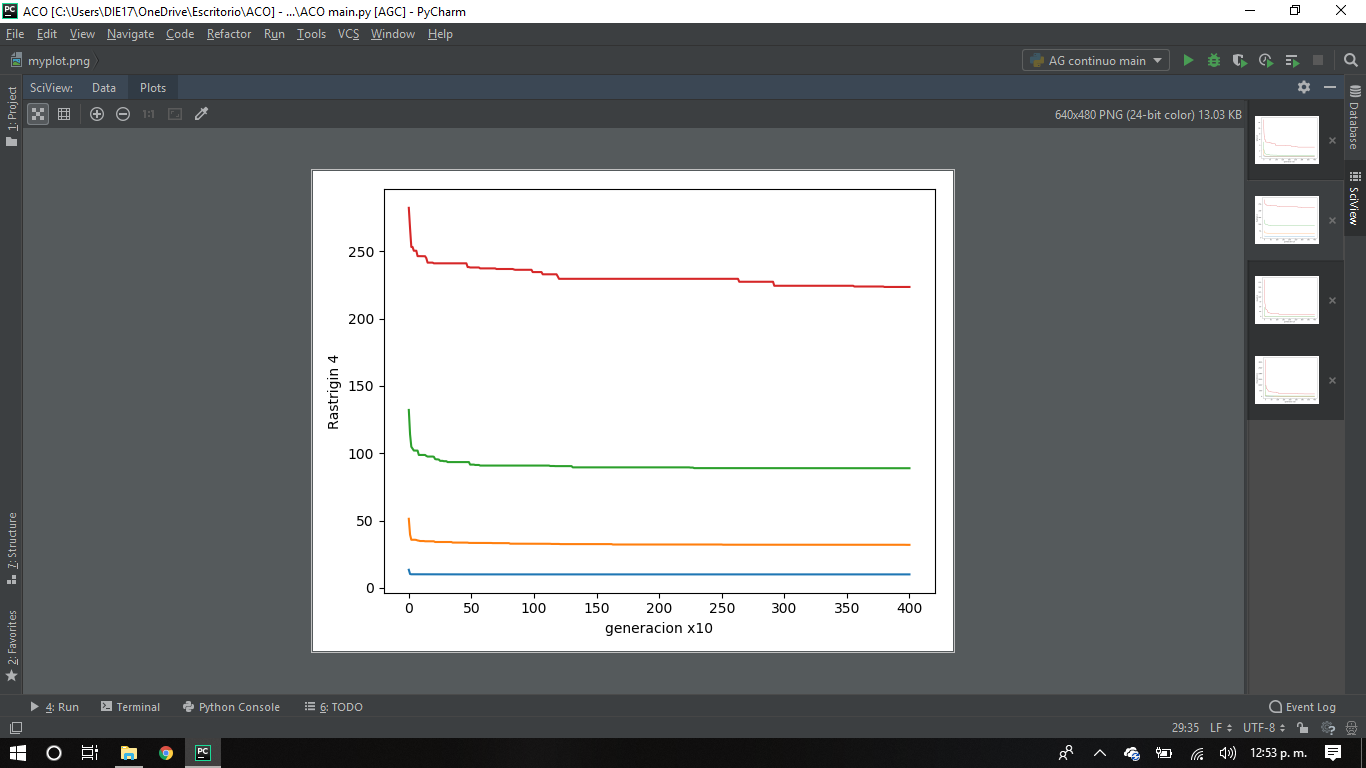 ACO [C:\Users\DIE17\OneDrive\Escritorio\ACO] - ...\ACO main.py [AGC] - PyCharm
File Edit View Navigate Code Refactor Run Tools VCS Window Help
myplot.png
AG continuo main
SciView: Data Plots
1:1
640x480 PNG (24-bit color) 13.03 KB
1: Project
7: Structure
2: Favorites
Database
SciView
Rastrigin 4
250
200
150
100
50
0
0 50 100 150 200 250 300 350 400
generacion x10
4: Run Terminal Python Console 6: TODO
Event Log
29:35 LF UTF-8
PC
12:53 p. m.